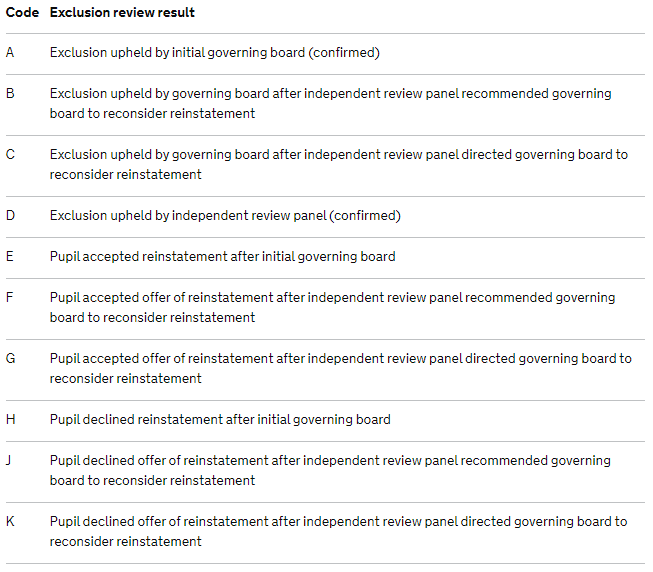 Code Exclusion review result
A Exclusion upheld by initial governing board (confirmed)
B Exclusion upheld by governing board after independent review panel recommended governing
board to reconsider reinstatement
C Exclusion upheld by governing board after independent review panel directed governing board to
reconsider reinstatement
D Exclusion upheld by independent review panel (confirmed)
E Pupil accepted reinstatement after initial governing board
F Pupil accepted offer of reinstatement after independent review panel recommended governing
board to reconsider reinstatement
G Pupil accepted offer of reinstatement after independent review panel directed governing board to
reconsider reinstatement
H Pupil declined reinstatement after initial governing board
J Pupil declined offer of reinstatement after independent review panel recommended governing
board to reconsider reinstatement
K Pupil declined offer of reinstatement after independent review panel directed governing board to
reconsider reinstatement